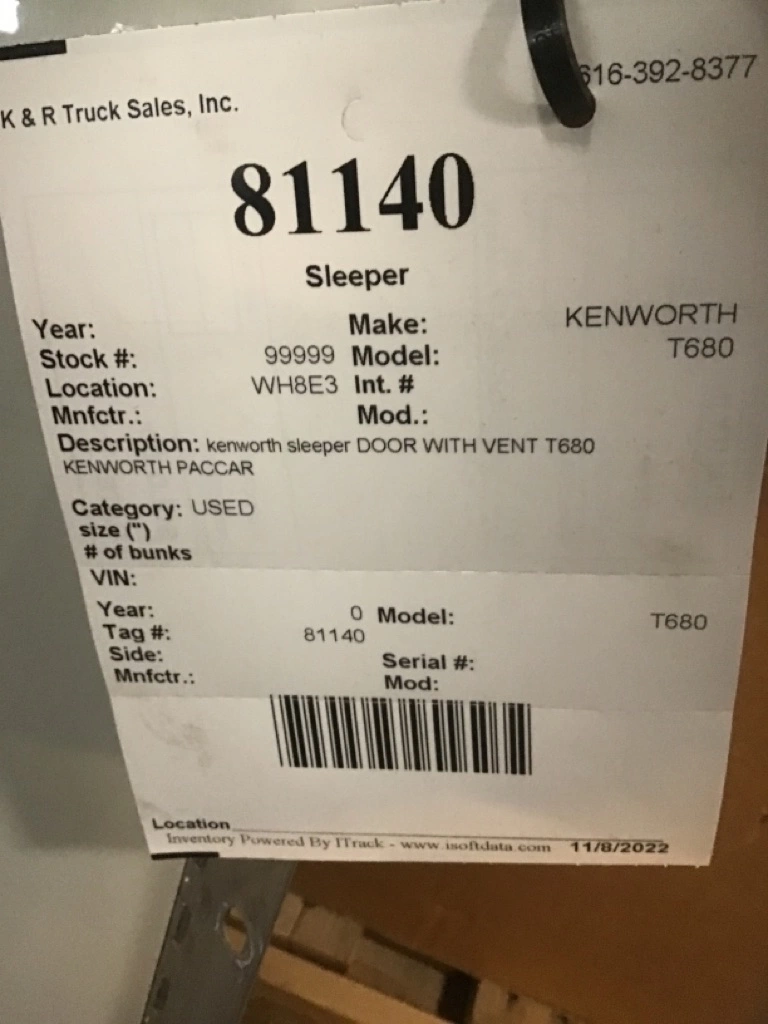 K & R Truck Sales, Inc. 616-392-8377
81140
Sleeper
Year: Make: KENWORTH
Stock #: 99999 Model: T680
Location: WH8E3 Int. #
Mnfctr.: Mod.:
Description: kenworth sleeper DOOR WITH VENT T680
KENWORTH PACCAR
Category: USED
size (")
# of bunks
VIN:
Year: 0 Model: T680
Tag #: 81140
Side: Serial #:
Mnfctr.: Mod:
Location
Inventory Powered By ITrack - www.isoftdata.com 11/8/2022